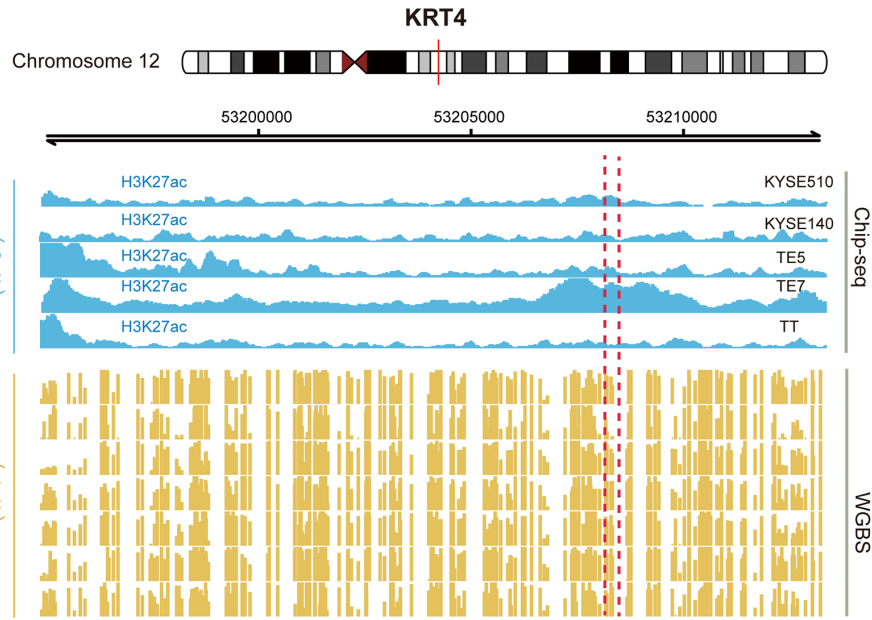 KRT4
Chromosome 12
53200000 53205000 53210000
H3K27ac KYSE510
H3K27ac KYSE140
H3K27ac TE5
H3K27ac TE7
H3K27ac TT
Chip-seq
WGBS